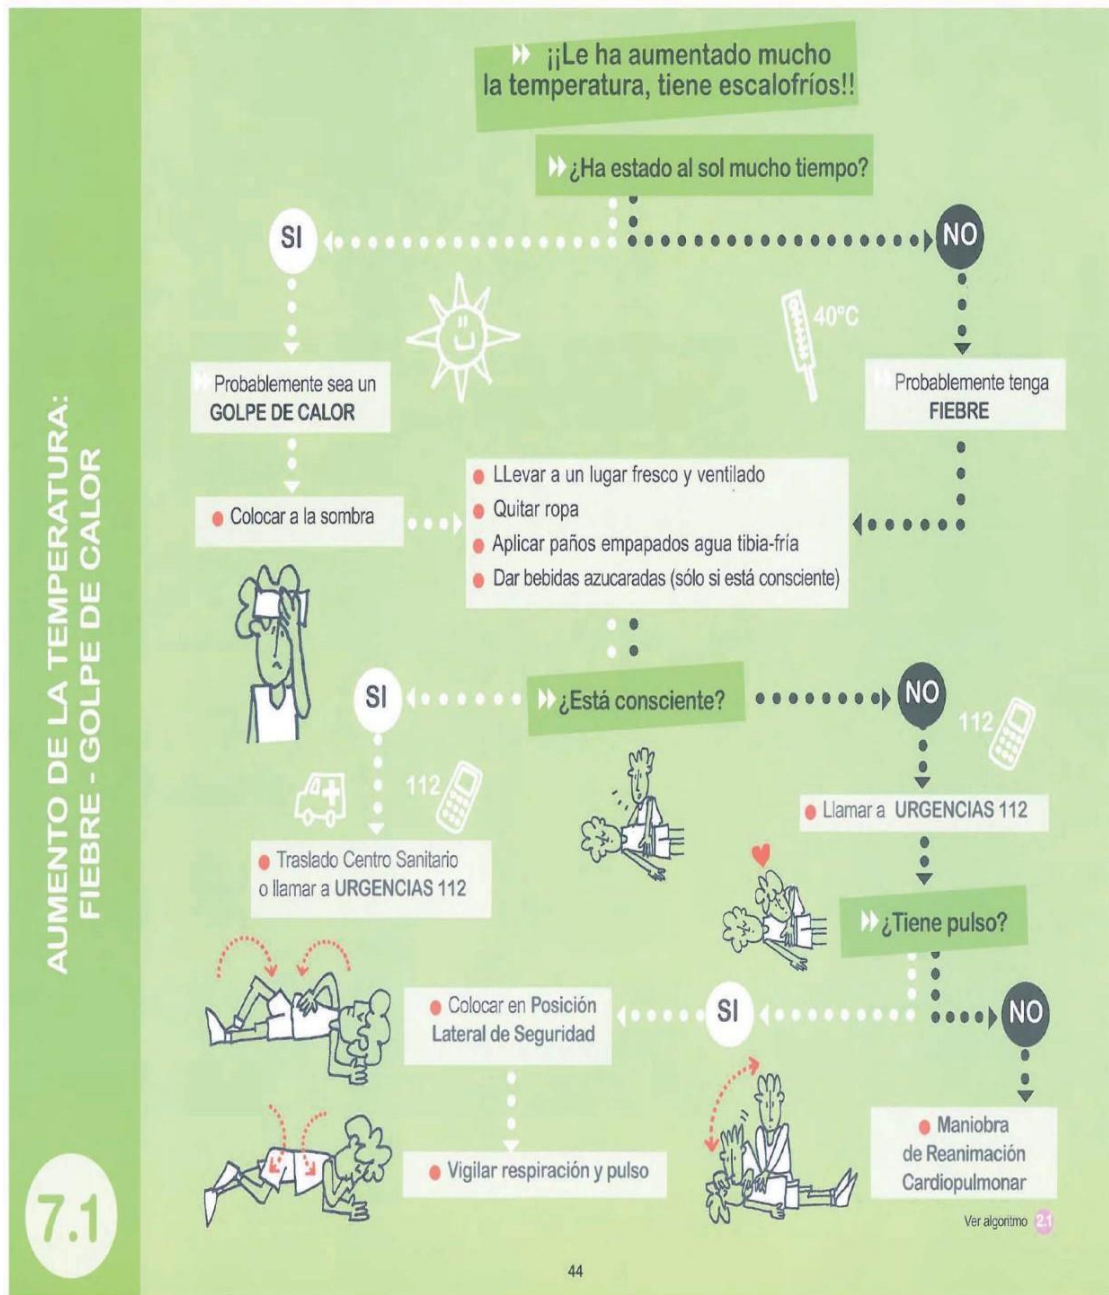 AUMENTO DE LA TEMPERATURA:
FIEBRE - GOLPE DE CALOR
7.1
¡¡Le ha aumentado mucho
la temperatura, tiene escalofríos!!
¿Ha estado al sol mucho tiempo?
SI
NO
40ºC
Probablemente sea un
GOLPE DE CALOR
Probablemente tenga
FIEBRE
Colocar a la sombra
LLevar a un lugar fresco y ventilado
Quitar ropa
Aplicar paños empapados agua tibia-fría
Dar bebidas azucaradas (sólo si está consciente)
¿Está consciente?
SI
NO
112
112
Traslado Centro Sanitario
o llamar a URGENCIAS 112
Llamar a URGENCIAS 112
¿Tiene pulso?
SI
NO
Colocar en Posición
Lateral de Seguridad
Vigilar respiración y pulso
Maniobra
de Reanimación
Cardiopulmonar
Ver algoritmo 2.1
44